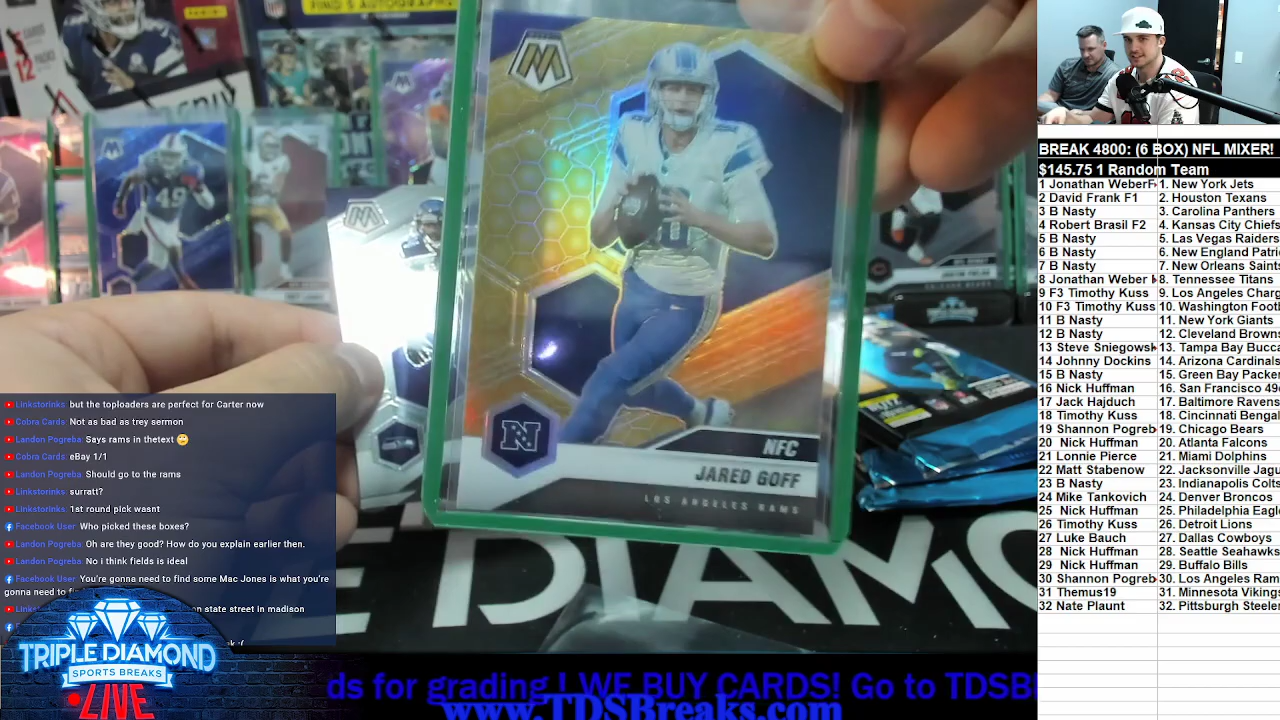 12
49
M
M
M
11
N
NFC
JARED GOFF
LOS ANGELES RAMS
Linkstorinks but the toploaders are perfect for Carter now
Cobra Cards: Not as bad as trey sermon
Landon Pogreba: Says rams in thetext 🙄
Cobra Cards: eBay 1/1
Landon Pogreba: Should go to the rams
Linkstorinks: surratt?
Linkstorinks: 1st round pick wasnt
Facebook User: Who picked these boxes?
Landon Pogreba: Oh are they good? How do you explain earlier then.
Landon Pogreba: No i think fields is ideal
Facebook User: You're gonna need to find some Mac Jones is what you're
gonna need to
on state street in madison
TRIPLE DIAMOND
SPORTS BREAKS
LIVE
E DIAMO
ds for grading ! WE BUY CARDS! Go to TDSB
www.TDSBreaks.com
BREAK 4800: (6 BOX) NFL MIXER!
$145.75 1 Random Team
1 Jonathan WeberF 1. New York Jets
2 David Frank F1 2. Houston Texans
3 B Nasty 3. Carolina Panthers
4 Robert Brasil F2 4. Kansas City Chiefs
5 B Nasty 5. Las Vegas Raiders
6 B Nasty 6. New England Patri
7 B Nasty 7. New Orleans Saints
8 Jonathan Weber 8. Tennessee Titans
9 F3 Timothy Kuss 9. Los Angeles Charg
10 F3 Timothy Kuss 10. Washington Foot
11 B Nasty 11. New York Giants
12 B Nasty 12. Cleveland Brown
13 Steve Sniegowsk 13. Tampa Bay Bucca
14 Johnny Dockins 14. Arizona Cardinals
15 B Nasty 15. Green Bay Packe
16 Nick Huffman 16. San Francisco 49
17 Jack Hajduch 17. Baltimore Ravens
18 Timothy Kuss 18. Cincinnati Benga
19 Shannon Pogreb 19. Chicago Bears
20 Nick Huffman 20. Atlanta Falcons
21 Lonnie Pierce 21. Miami Dolphins
22 Matt Stabenow 22. Jacksonville Jagu
23 B Nasty 23. Indianapolis Colts
24 Mike Tankovich 24. Denver Broncos
25 Nick Huffman 25. Philadelphia Eagle
26 Timothy Kuss 26. Detroit Lions
27 Luke Bauch 27. Dallas Cowboys
28 Nick Huffman 28. Seattle Seahawks
29 Nick Huffman 29. Buffalo Bills
30 Shannon Pogreb 30. Los Angeles Ram
31 Themus19 31. Minnesota Viking
32 Nate Plaunt 32. Pittsburgh Steele